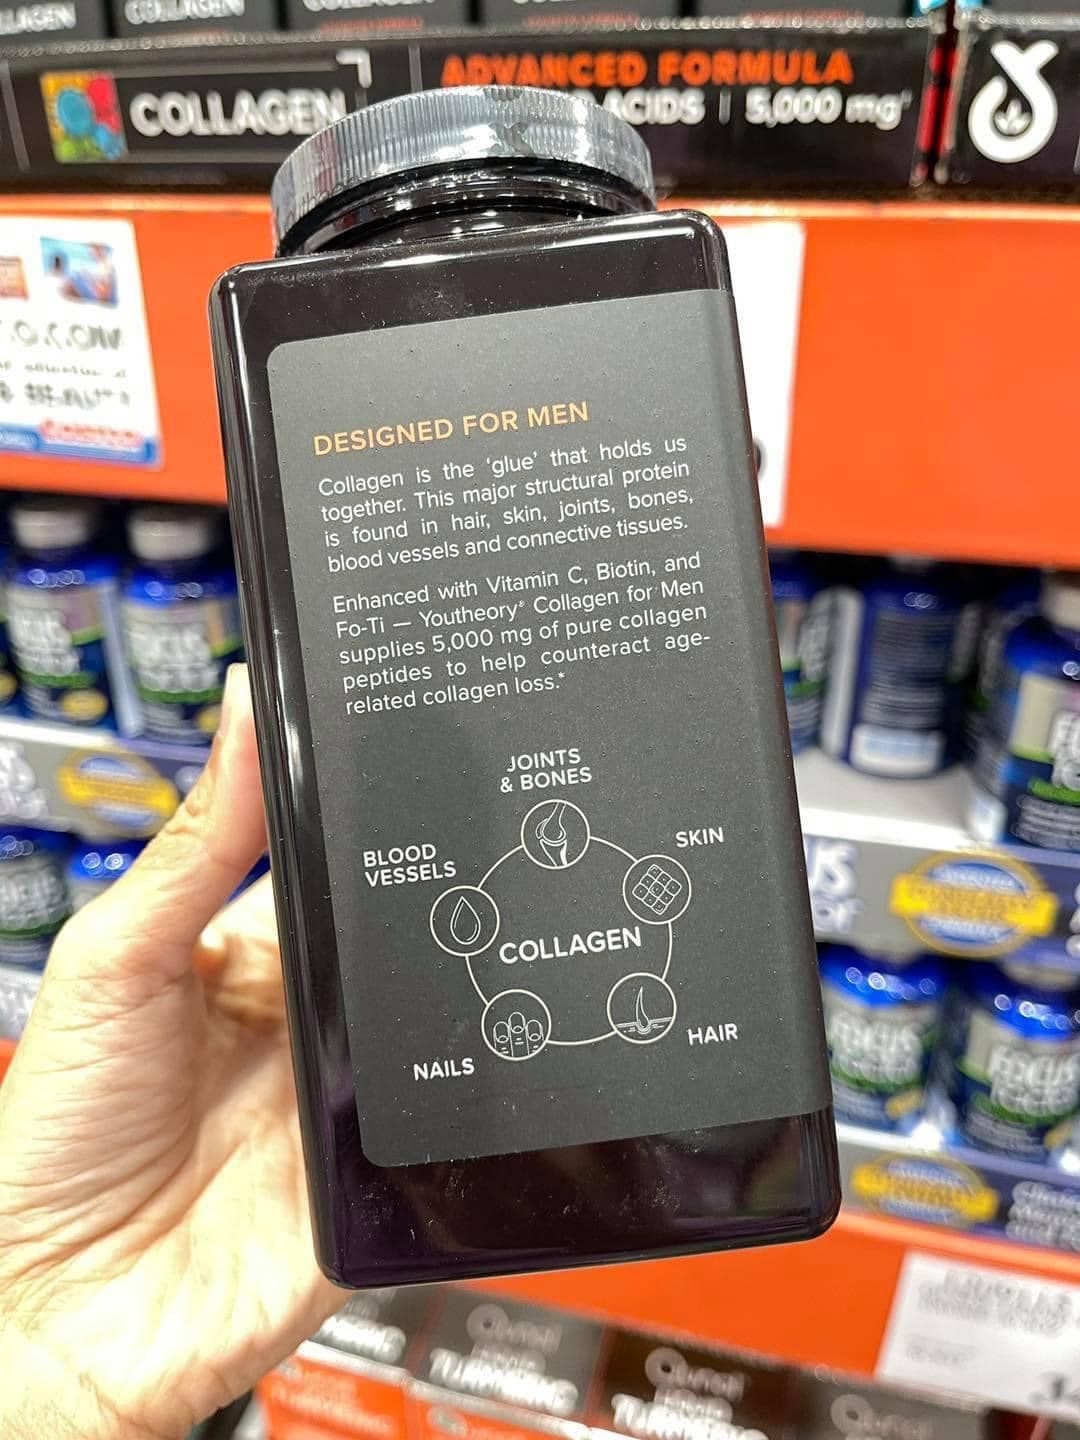 COLLAGEN
COLLAGEN
ADVANCED FORMULA
ACIDS | 5,000 mg
DESIGNED FOR MEN
Collagen is the ‘glue’ that holds us
together. This major structural protein
is found in hair, skin, joints, bones,
blood vessels and connective tissues.
Enhanced with Vitamin C, Biotin, and
Fo-Ti — Youtheory® Collagen for Men
supplies 5,000 mg of pure collagen
peptides to help counteract age-
related collagen loss.*
JOINTS
& BONES
SKIN
BLOOD
VESSELS
COLLAGEN
HAIR
NAILS
FOCUS